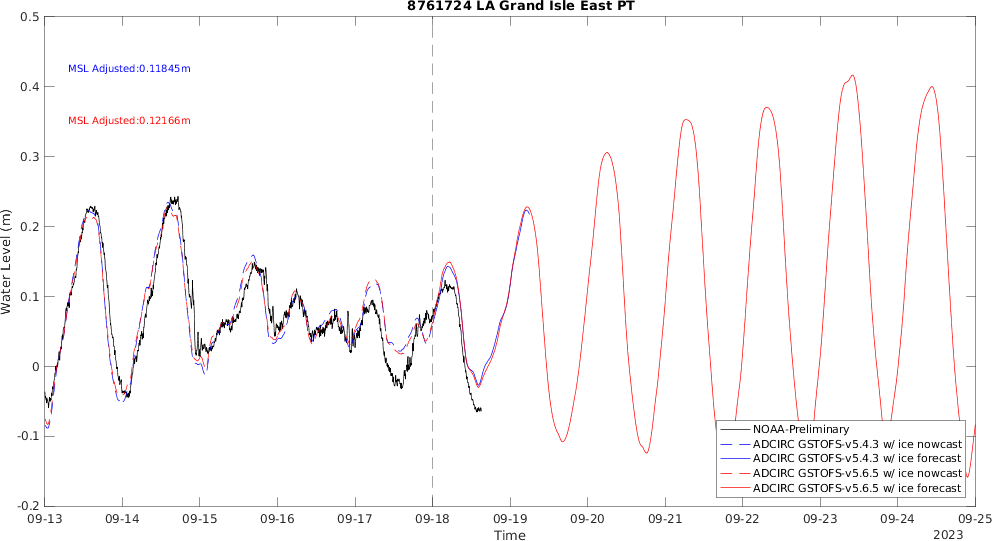 8761724 LA Grand Isle East PT
MSL Adjusted:0.11845m
MSL Adjusted:0.12166m
Water Level (m)
0.5
0.4
0.3
0.2
0.1
0
-0.1
-0.2
NOAA-Preliminary
ADCIRC GSTOFS-v5.4.3 w/ ice nowcast
ADCIRC GSTOFS-v5.4.3 w/ ice forecast
ADCIRC GSTOFS-v5.6.5 w/ ice nowcast
ADCIRC GSTOFS-v5.6.5 w/ ice forecast
09-13 09-14 09-15 09-16 09-17 09-18 09-19 09-20 09-21 09-22 09-23 09-24 09-25
Time
2023